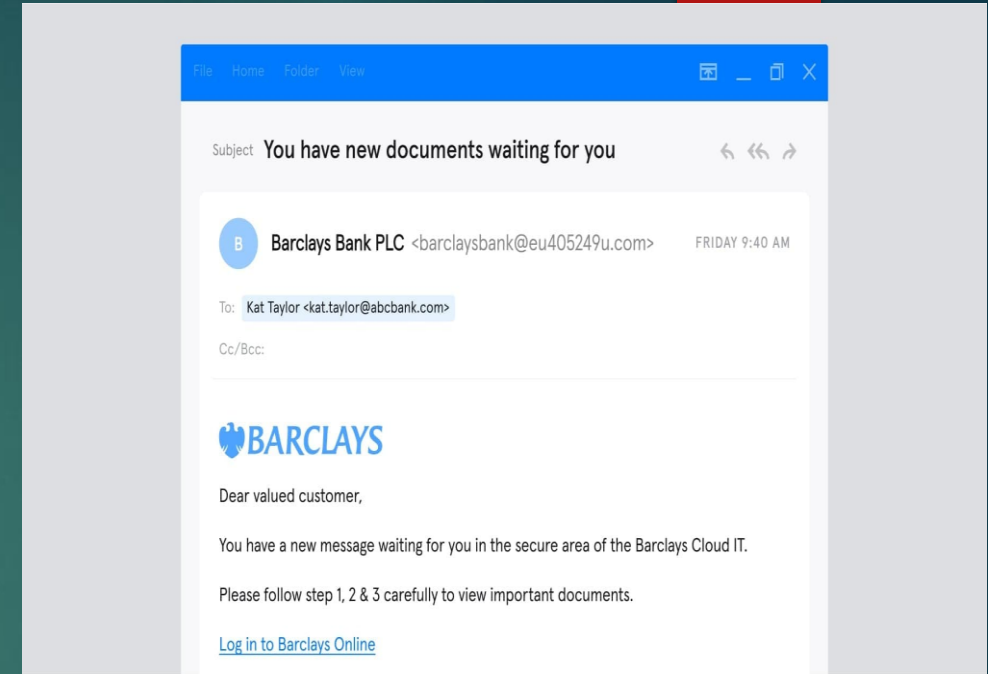 File Home Folder View
Subject You have new documents waiting for you
B Barclays Bank PLC <barclaysbank@eu405249u.com> FRIDAY 9:40 AM
To: Kat Taylor <kat.taylor@abcbank.com>
Cc/Bcc:
BARCLAYS
Dear valued customer,
You have a new message waiting for you in the secure area of the Barclays Cloud IT.
Please follow step 1, 2 & 3 carefully to view important documents.
Log in to Barclays Online